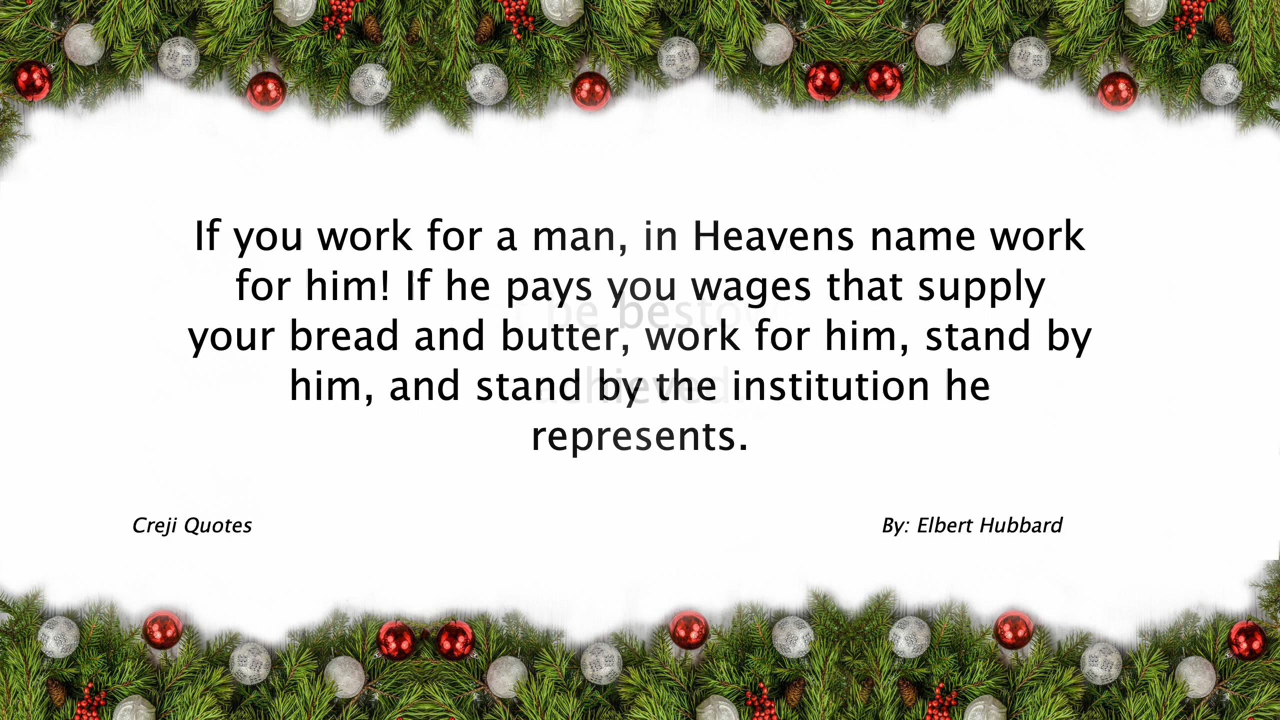 If you work for a man, in Heavens name work
for him! If he pays you wages that supply
your bread and butter, work for him, stand by
him, and stand by the institution he
represents.
Creji Quotes
By: Elbert Hubbard